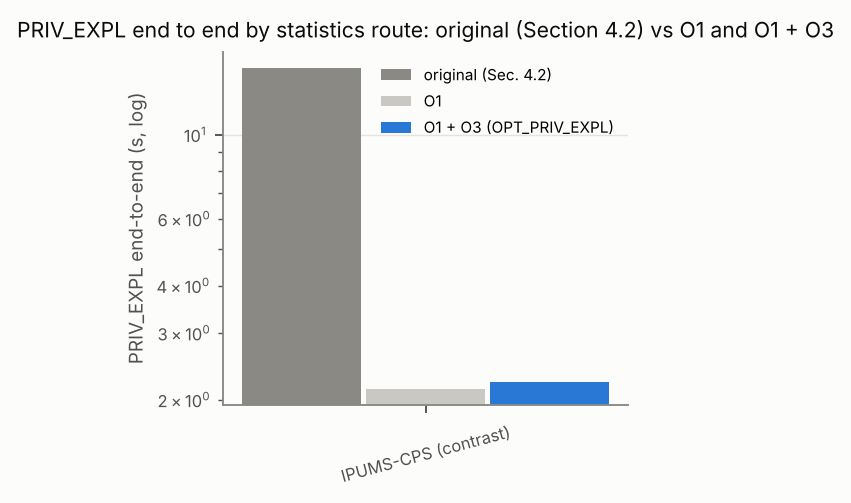 PRIV_EXPL end to end by statistics route: original (Section 4.2) vs O1 and O1 + O3
original (Sec. 4.2)
O1
O1 + O3 (OPT_PRIV_EXPL)
PRIV_EXPL end-to-end (s, log)
10¹
6 × 10⁰
4 × 10⁰
3 × 10⁰
2 × 10⁰
IPUMS-CPS (contrast)